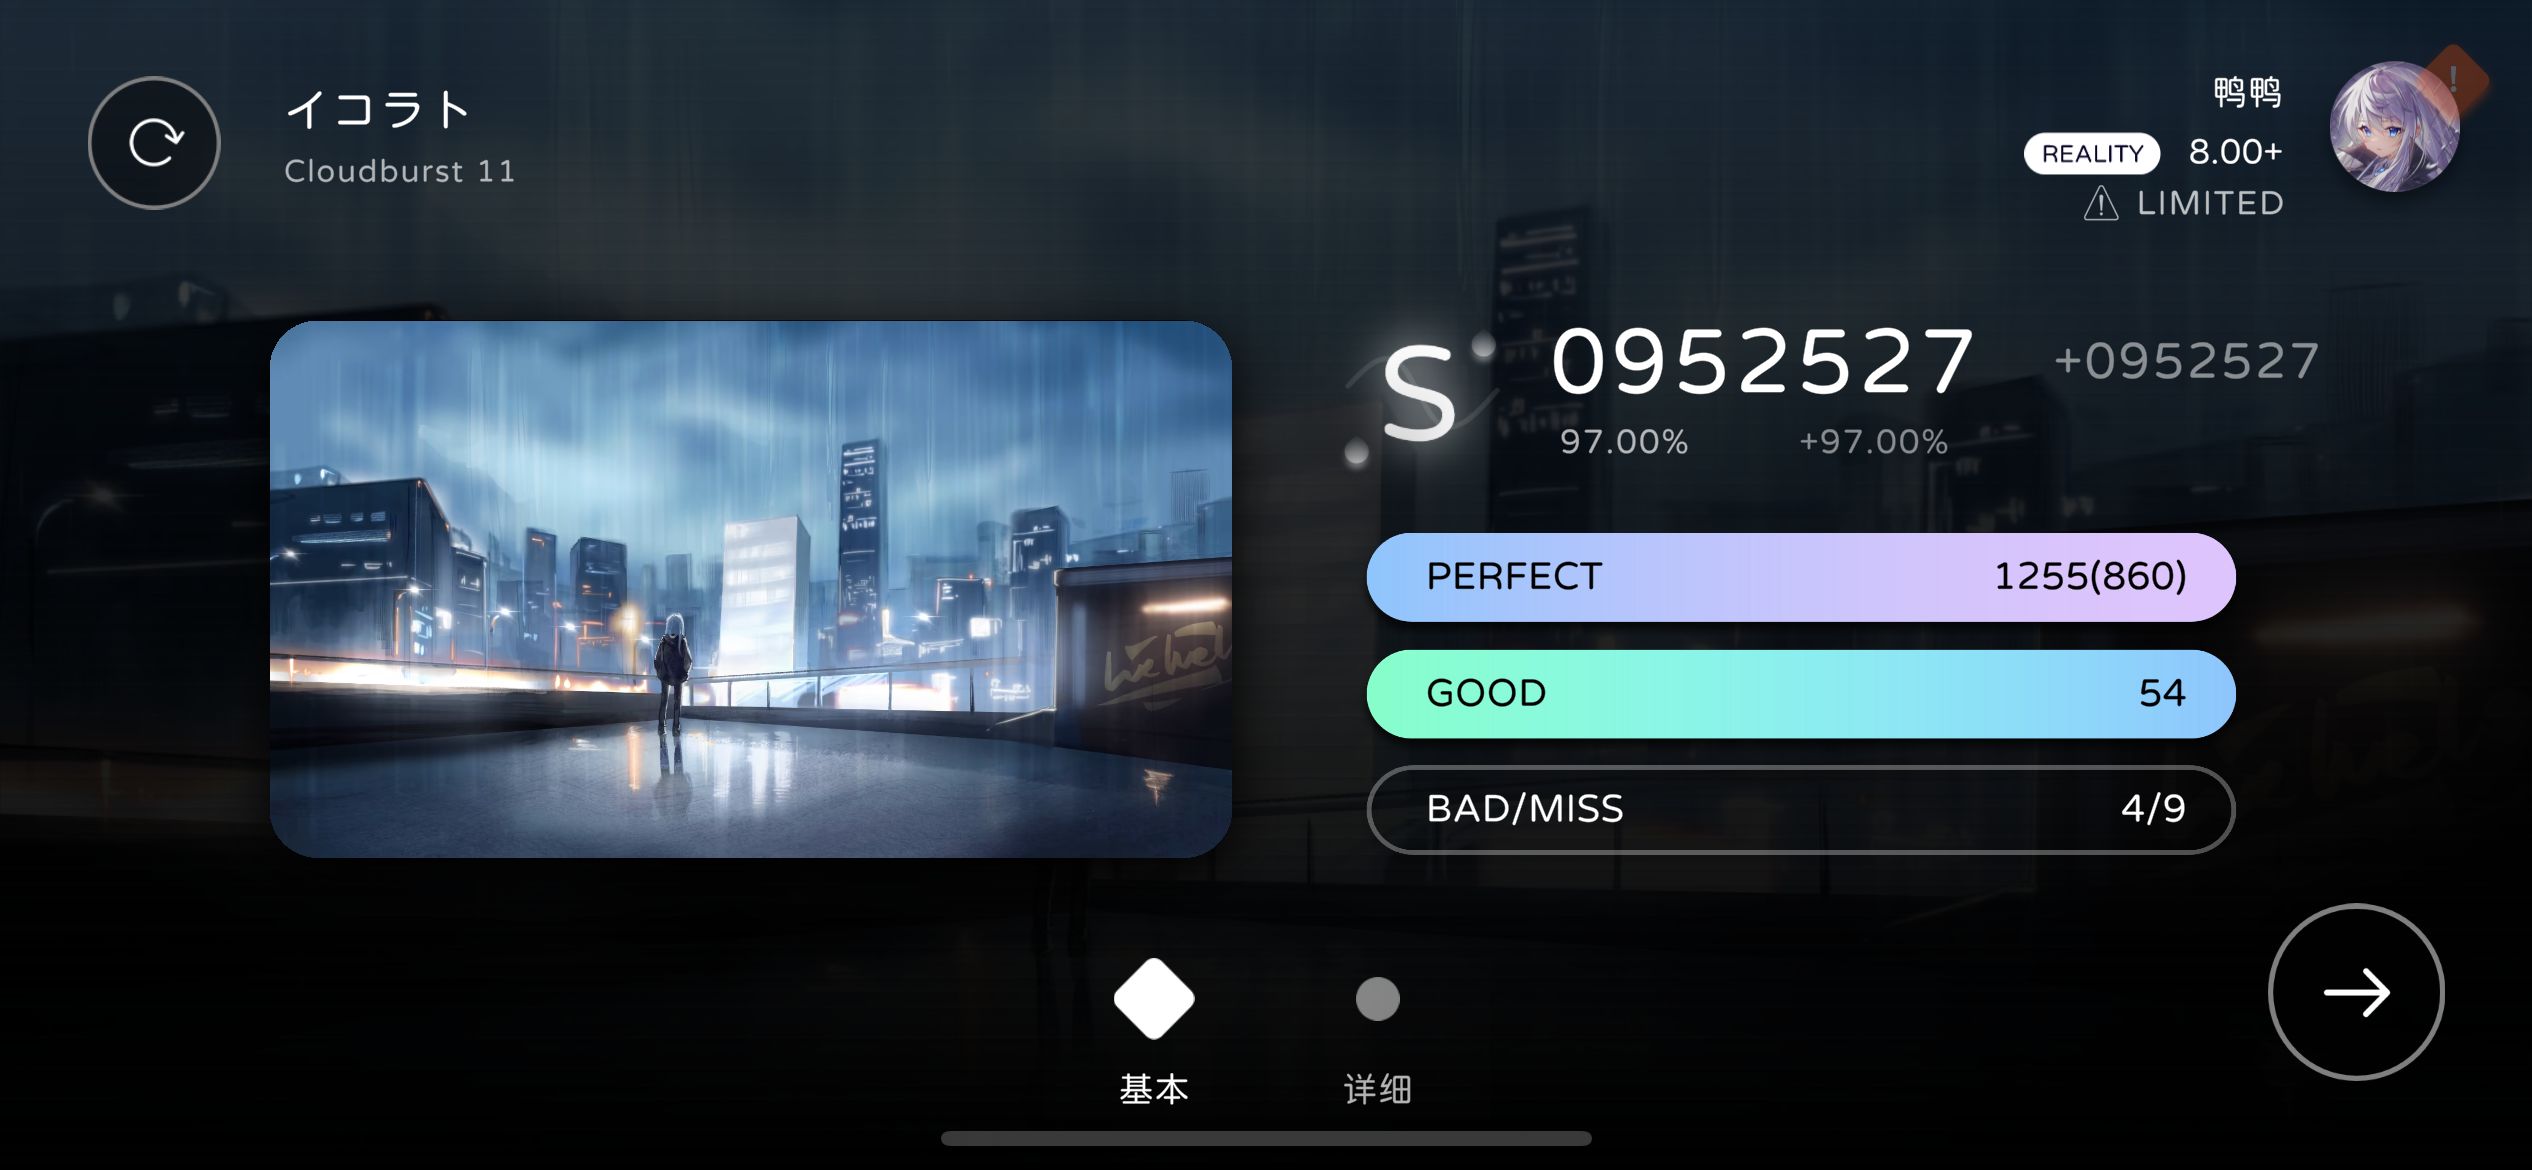 イコラト
Cloudburst 11
鸭鸭
REALITY 8.00+
LIMITED
S 0952527 +0952527
97.00% +97.00%
PERFECT 1255(860)
GOOD 54
BAD/MISS 4/9
基本 详细